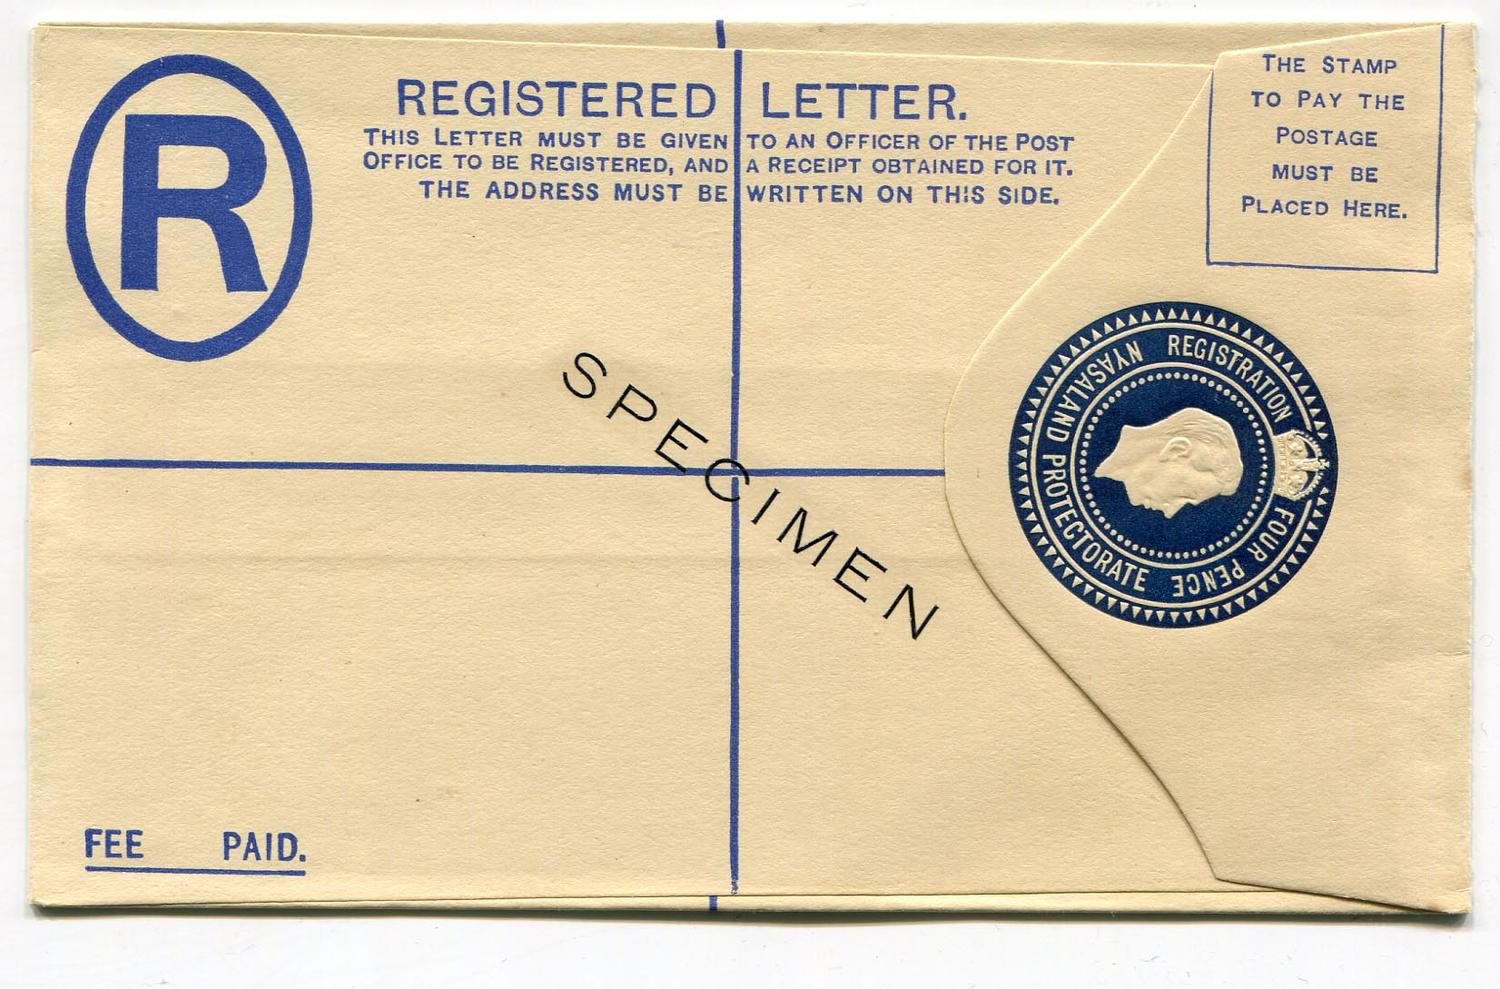 R
REGISTERED LETTER.
THIS LETTER MUST BE GIVEN TO AN OFFICER OF THE POST
OFFICE TO BE REGISTERED, AND A RECEIPT OBTAINED FOR IT.
THE ADDRESS MUST BE WRITTEN ON THIS SIDE.
THE STAMP
TO PAY THE
POSTAGE
MUST BE
PLACED HERE.
SPECIMEN
NYASALAND PROTECTORATE
REGISTRATION FOUR PENCE
FEE PAID.